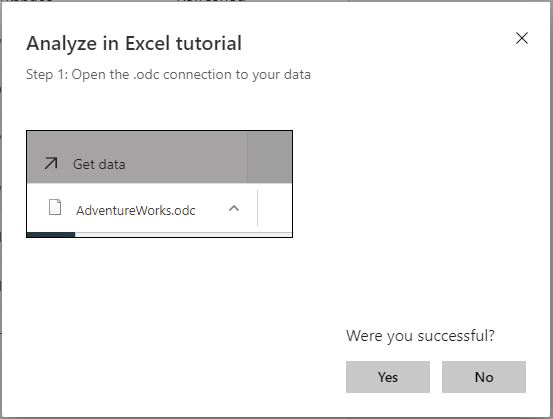 Analyze in Excel tutorial
Step 1: Open the .odc connection to your data
Get data
AdventureWorks.odc
Were you successful?
Yes
No